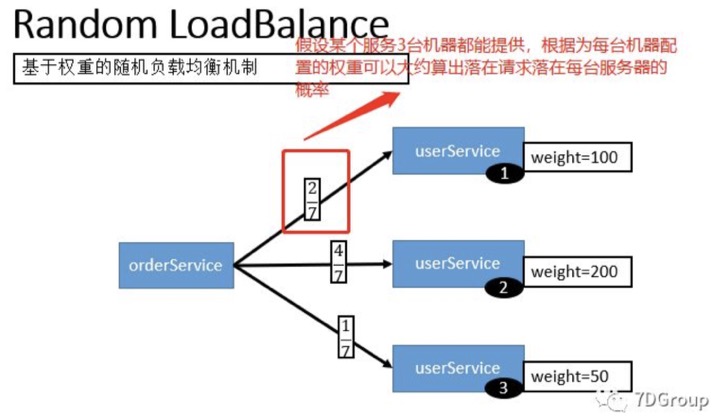 Random LoadBalance
假设某个服务3台机器都能提供，根据为每台机器配
置的权重可以大约算出落在请求落在每台服务器的
概率
基于权重的随机负载均衡机制
userService
1
weight=100
2
7
orderService
4
7
userService
2
weight=200
1
7
userService
3
weight=50
7DGroup